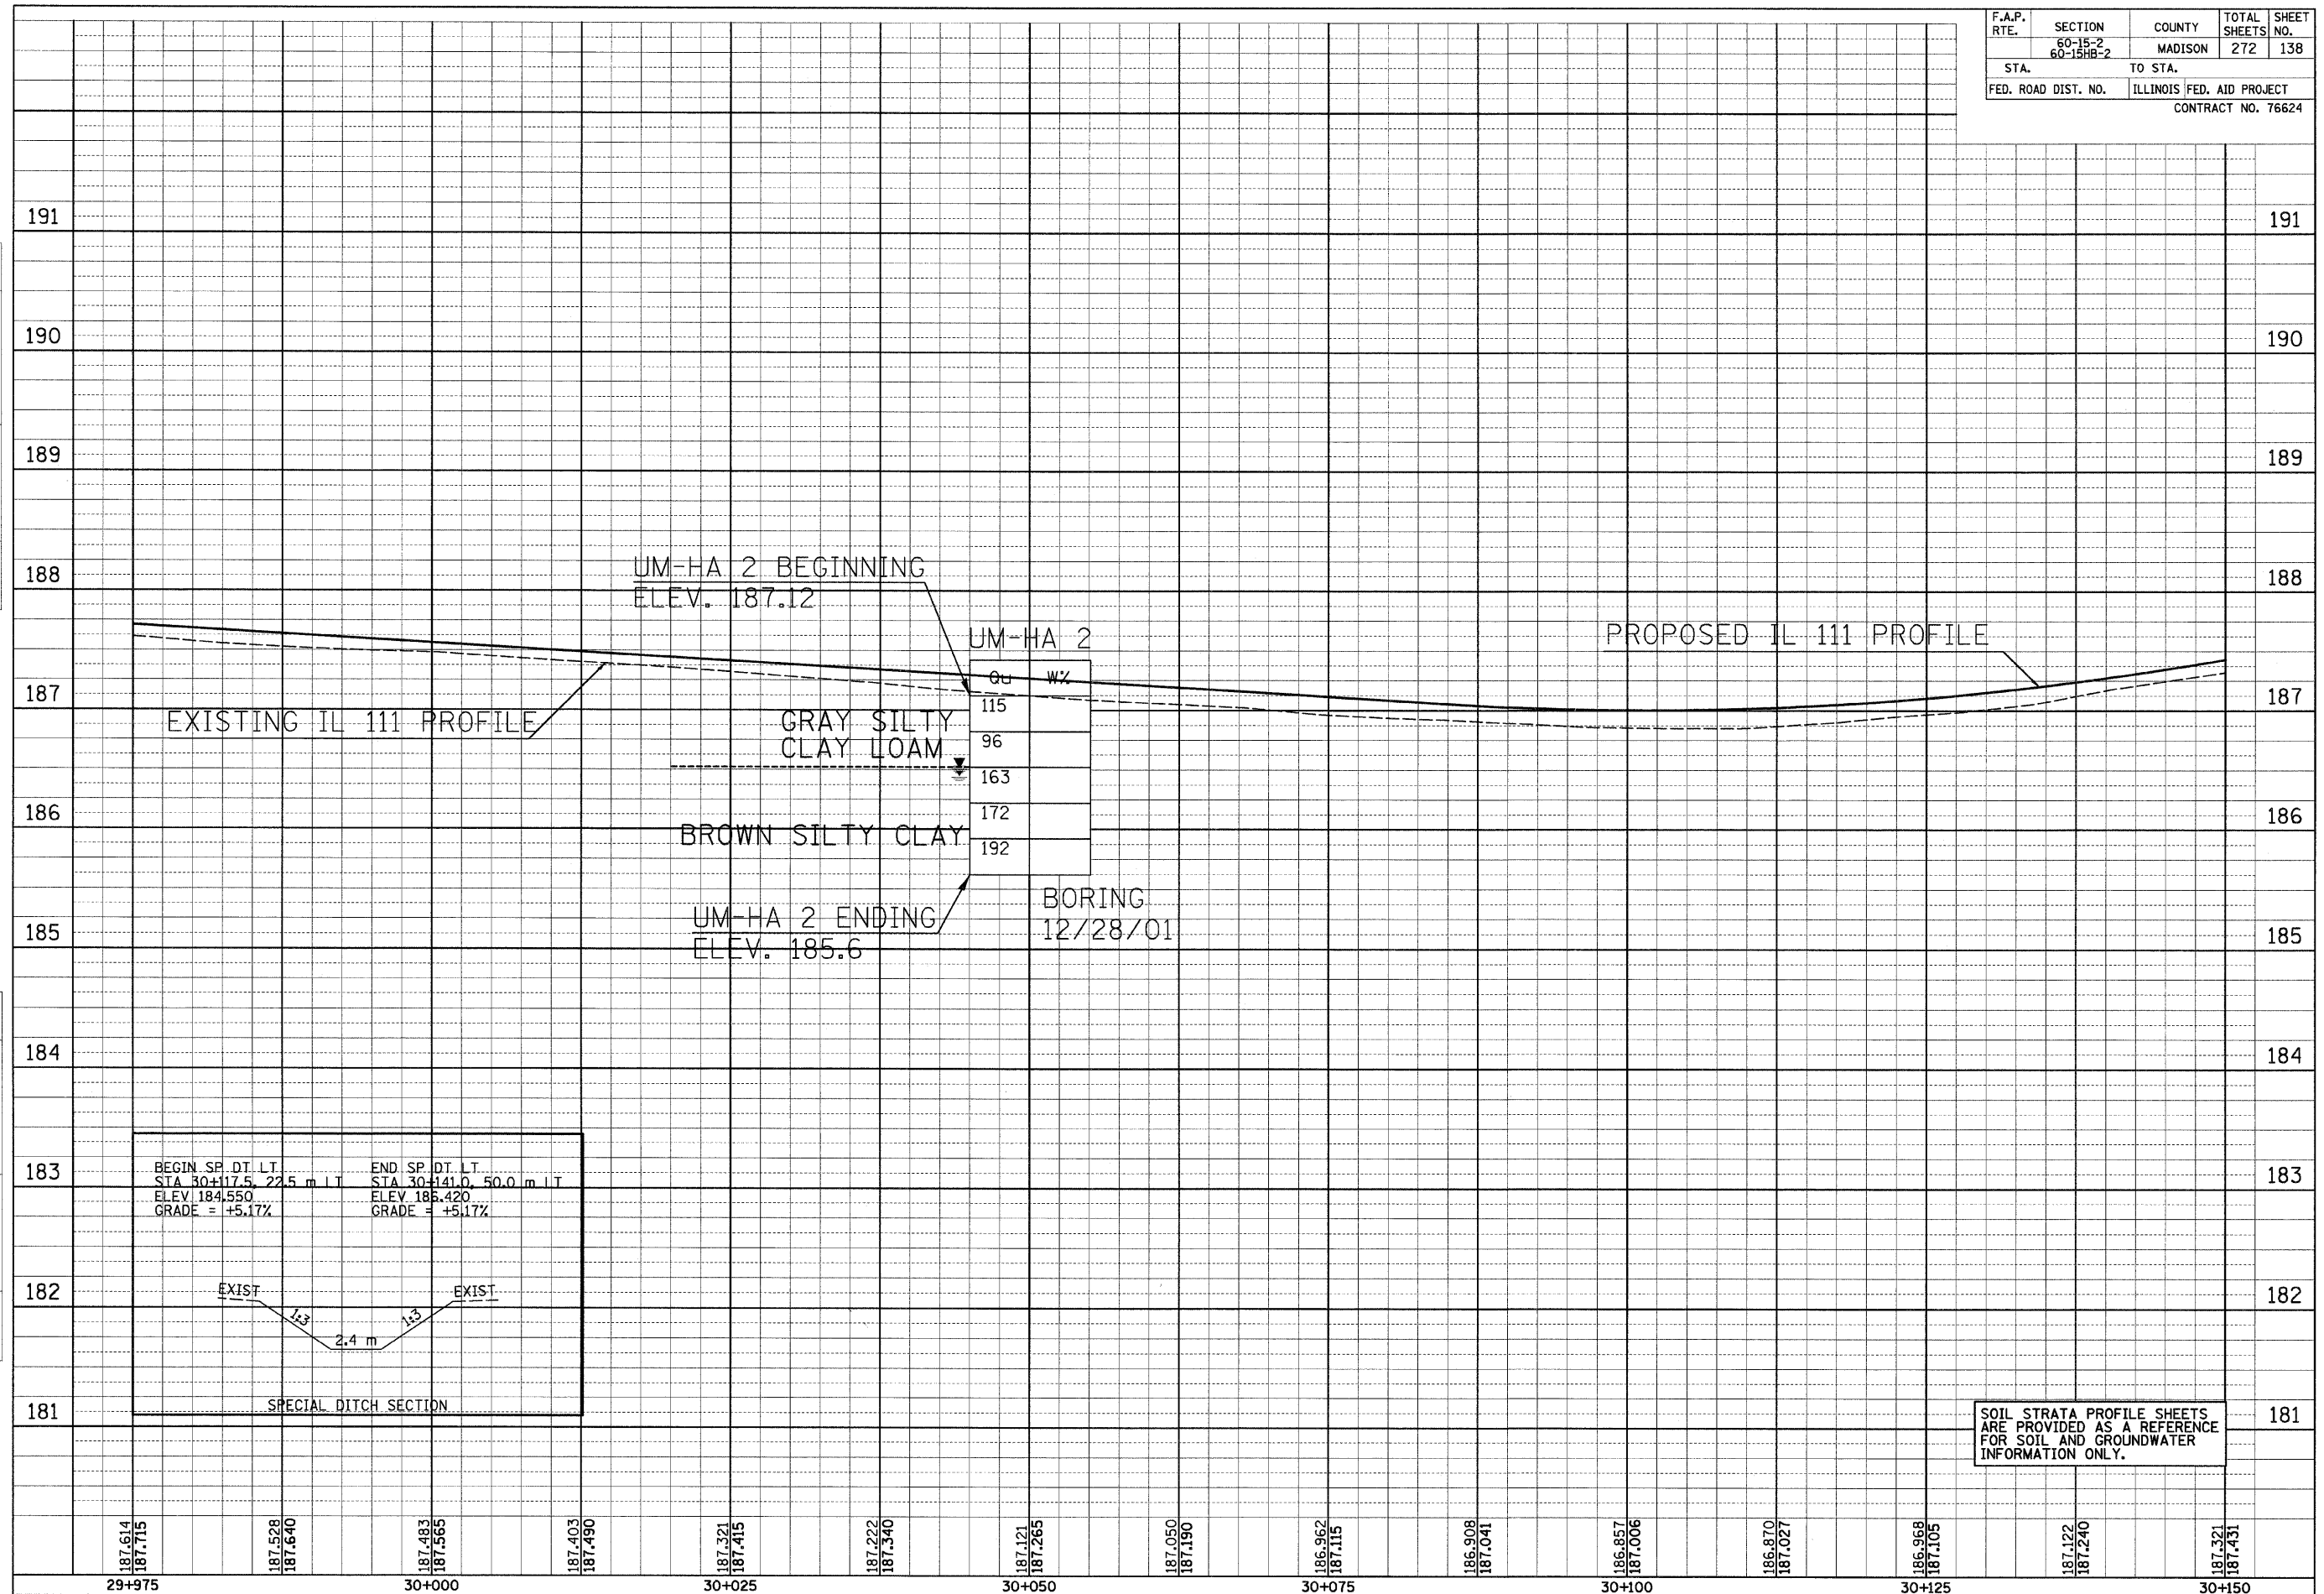 F.A.P. RTE. SECTION COUNTY TOTAL SHEETS SHEET NO.
60-15-2
60-15HB-2 MADISON 272 138
STA. TO STA.
FED. ROAD DIST. NO. ILLINOIS FED. AID PROJECT
CONTRACT NO. 76624
191 191
190 190
189 189
188 188
UM-HA 2 BEGINNING
ELEV. 187.12
UM-HA 2
PROPOSED IL 111 PROFILE
Qu W%
187 187
EXISTING IL 111 PROFILE
GRAY SILTY
CLAY LOAM
115
96
163
172
192
186 186
BROWN SILTY CLAY
UM-HA 2 ENDING
ELEV. 185.6
BORING
12/28/01
185 185
184 184
183 183
BEGIN SP DT LT
STA 30+117.5, 22.5 m LT
ELEV 184.550
GRADE = +5.17%
END SP DT LT
STA 30+141.0, 50.0 m LT
ELEV 186.420
GRADE = +5.17%
182 182
EXIST EXIST
1:3 1:3
2.4 m
SPECIAL DITCH SECTION
181 181
SOIL STRATA PROFILE SHEETS
ARE PROVIDED AS A REFERENCE
FOR SOIL AND GROUNDWATER
INFORMATION ONLY.
187.614
187.715
187.528
187.640
187.483
187.565
187.403
187.490
187.321
187.415
187.222
187.340
187.121
187.265
187.050
187.190
186.962
187.115
186.908
187.041
186.857
187.006
186.870
187.027
186.968
187.105
187.122
187.240
187.321
187.431
29+975 30+000 30+025 30+050 30+075 30+100 30+125 30+150